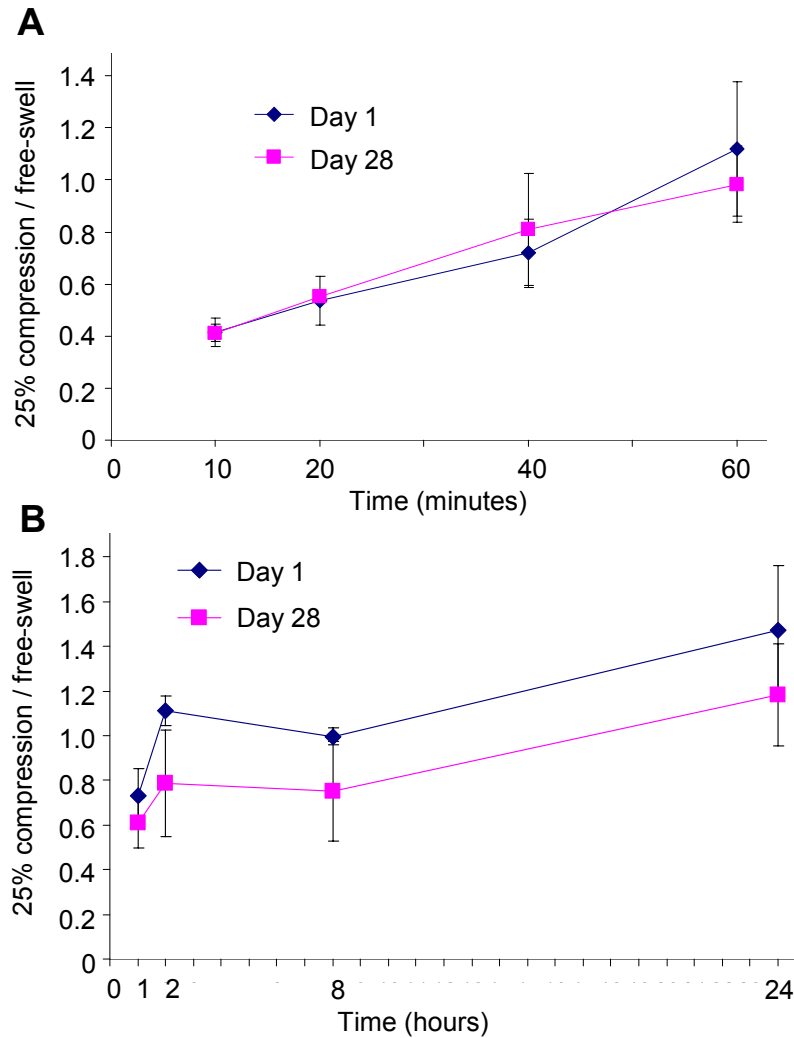 A
25% compression / free-swell
1.4
1.2
1.0
0.8
0.6
0.4
0.2
0
Day 1
Day 28
0 10 20 40 60
Time (minutes)
B
25% compression / free-swell
1.8
1.6
1.4
1.2
1.0
0.8
0.6
0.4
0.2
0
Day 1
Day 28
0 1 2 8 24
Time (hours)